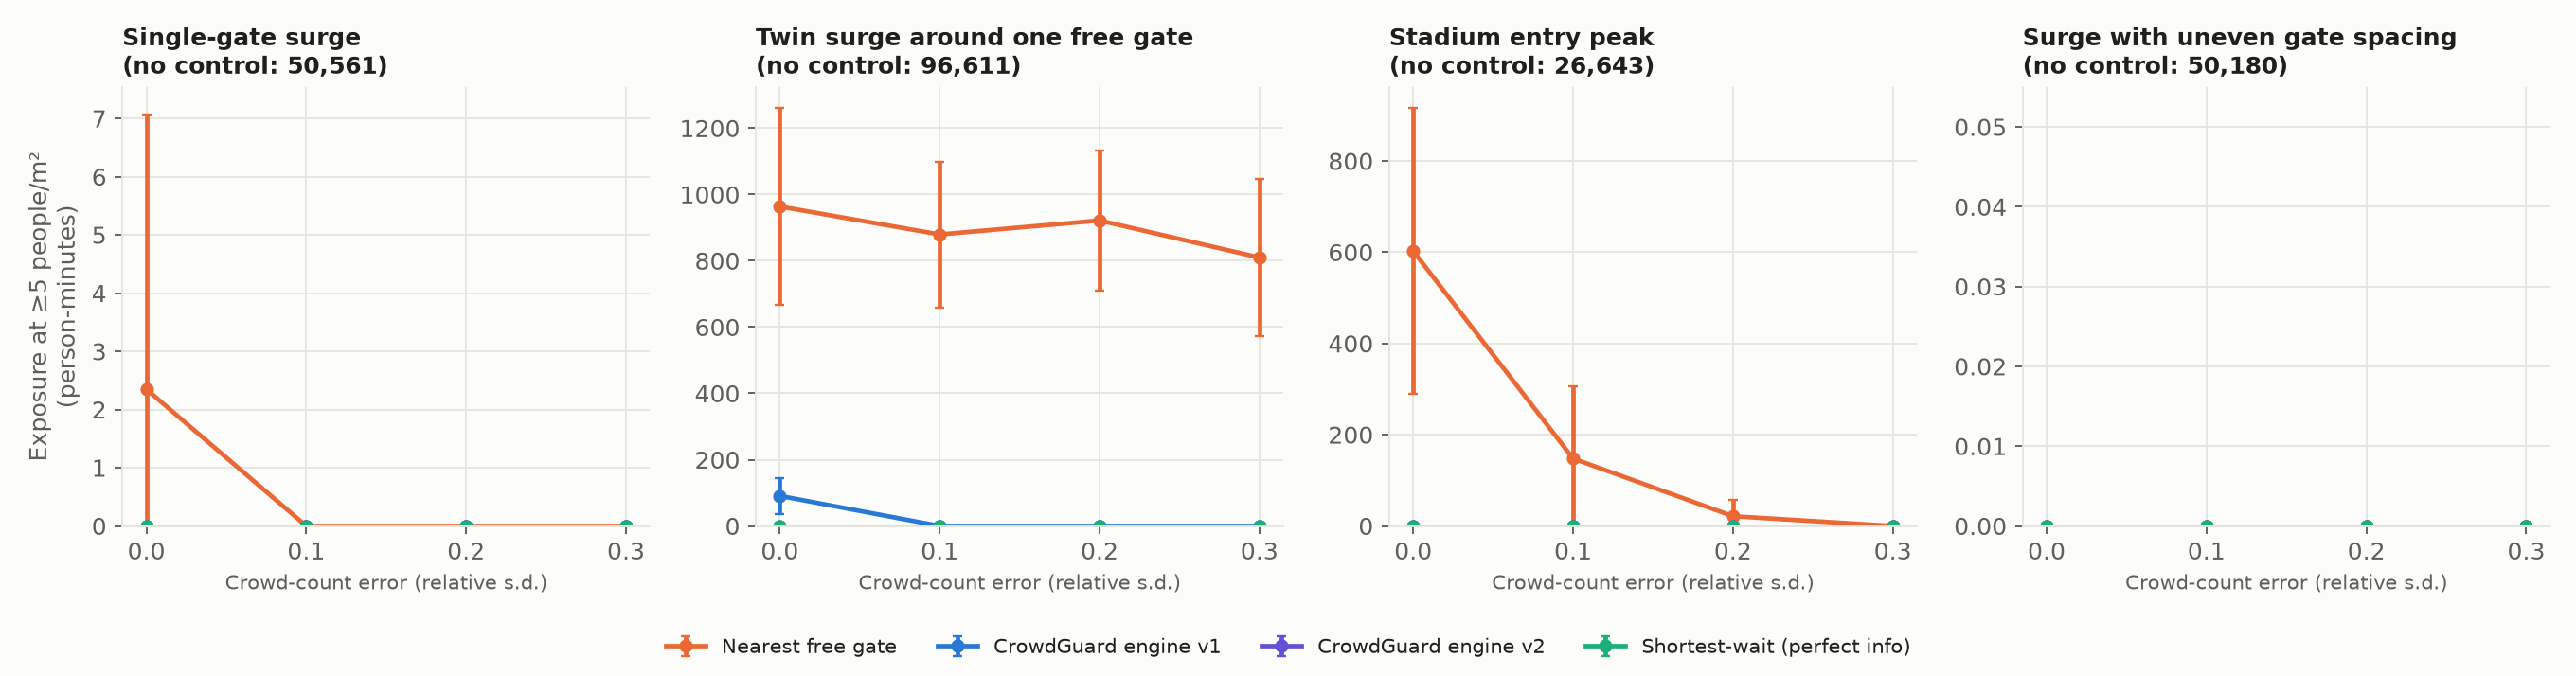 Single-gate surge
(no control: 50,561)
Exposure at ≥5 people/m²
(person-minutes)
7
6
5
4
3
2
1
0
0.0 0.1 0.2 0.3
Crowd-count error (relative s.d.)
Twin surge around one free gate
(no control: 96,611)
1200
1000
800
600
400
200
0
0.0 0.1 0.2 0.3
Crowd-count error (relative s.d.)
Stadium entry peak
(no control: 26,643)
800
600
400
200
0
0.0 0.1 0.2 0.3
Crowd-count error (relative s.d.)
Surge with uneven gate spacing
(no control: 50,180)
0.05
0.04
0.03
0.02
0.01
0.00
0.0 0.1 0.2 0.3
Crowd-count error (relative s.d.)
Nearest free gate CrowdGuard engine v1 CrowdGuard engine v2 Shortest-wait (perfect info)